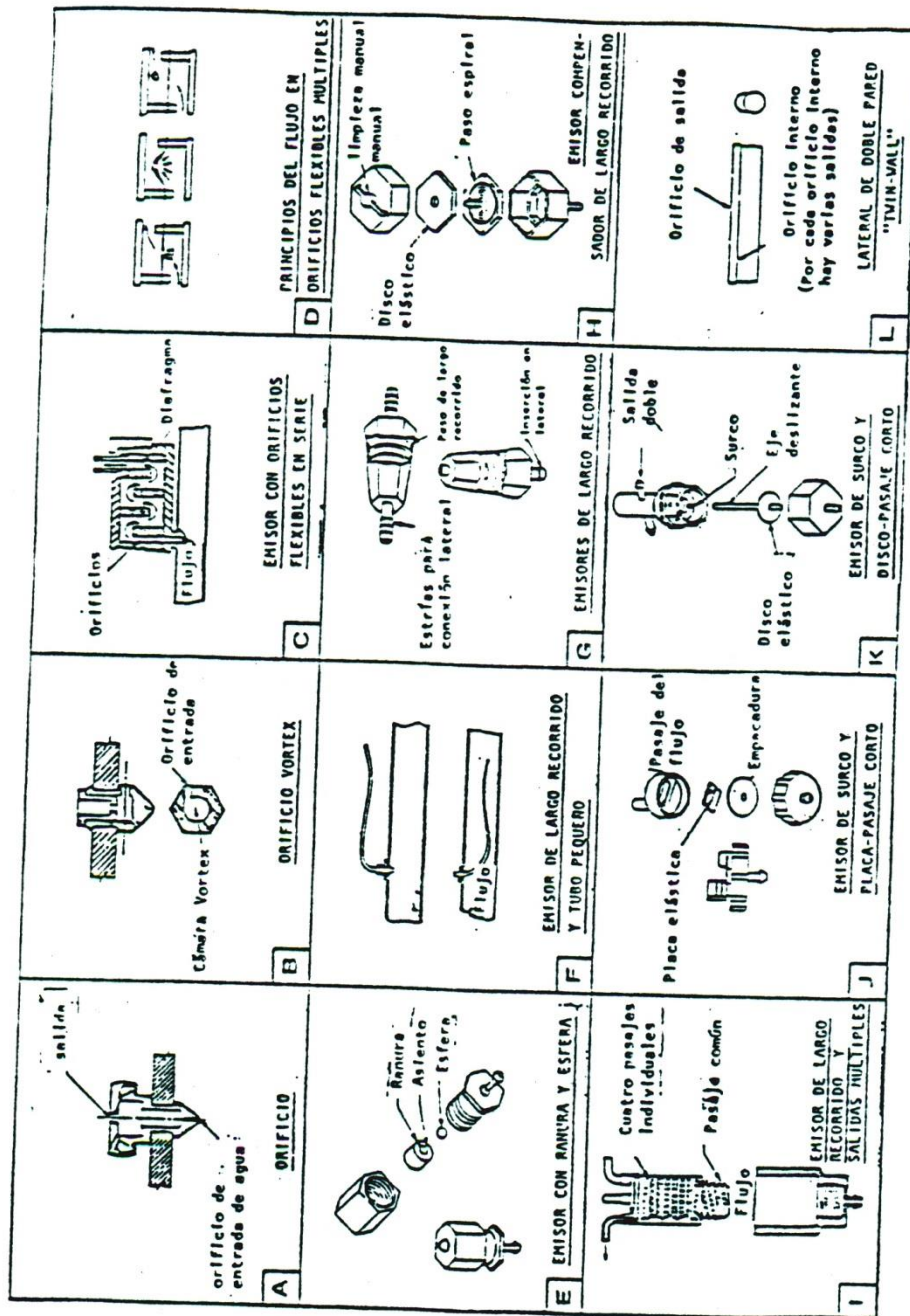 salida
orificio de
entrada de agua
A
ORIFICIO
Orificio de
entrada
Cámara Vortex
B
ORIFICIO VORTEX
Orificios
Diafragma
Flujo
C
EMISOR CON ORIFICIOS
FLEXIBLES EN SERIE
D
PRINCIPIOS DEL FLUJO EN
ORIFICIOS FLEXIBLES MULTIPLES
Ranura
Asiento
Esfera
E
EMISOR CON RANURA Y ESFERA
Flujo
F
EMISOR DE LARGO RECORRIDO
Y TUBO PEQUERO
Estrías pará
conexión lateral
Paso de largo
recorrido
Inserción en
lateral
G
EMISORES DE LARGO RECORRIDO
limpieza manual
manual
Disco
elástico
Paso espiral
H
EMISOR COMPEN-
SADOR DE LARGO RECORRIDO
Cuatro pasajes
individuales
Pasaje común
Flujo
I
EMISOR DE LARGO
RECORRIDO Y
SALIDAS MULTIPLES
Pasaje del
flujo
Placa elástica
Empacadura
J
EMISOR DE SURCO Y
PLACA-PASAJE CORTO
Salida
doble
Surco
Eje
deslizante
Disco
elástico
K
EMISOR DE SURCO Y
DISCO-PASAJE CORTO
Orificio de salida
Orificio interno
(Por cada orificio interno
hay varias salidas)
L
LATERAL DE DOBLE PARED
"TWIN-WALL"